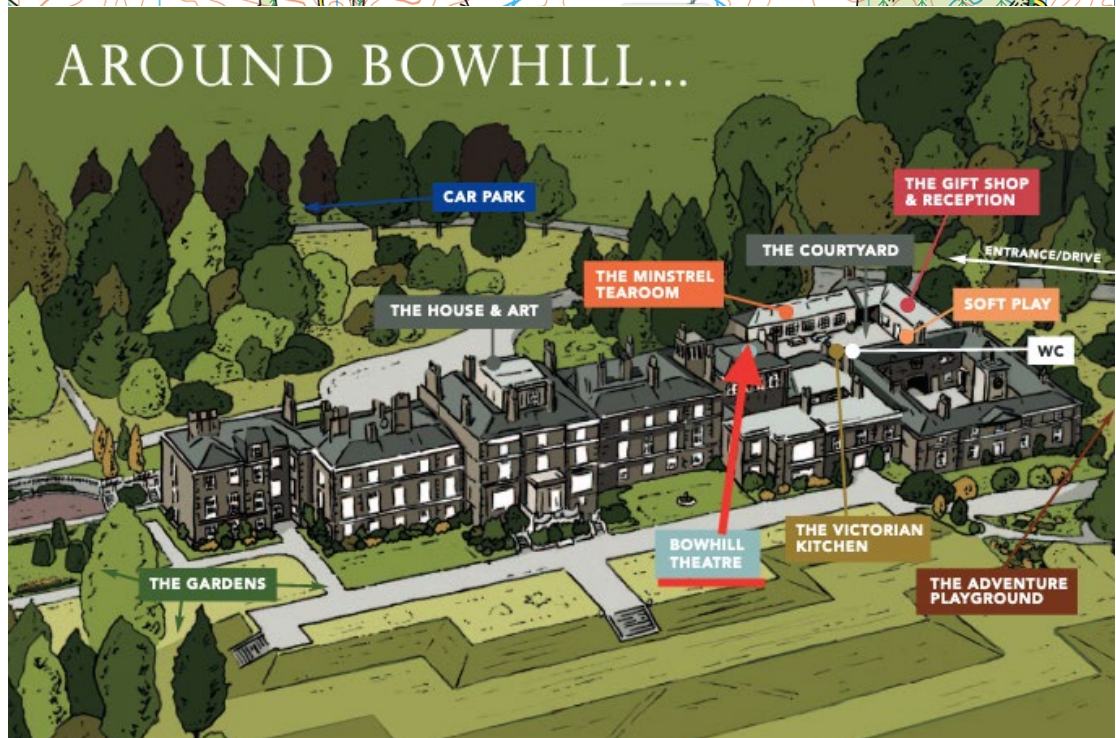 AROUND BOWHILL...
CAR PARK
THE GIFT SHOP
& RECEPTION
THE COURTYARD
ENTRANCE/DRIVE
THE MINSTREL
TEAROOM
SOFT PLAY
THE HOUSE & ART
WC
BOWHILL
THEATRE
THE VICTORIAN
KITCHEN
THE GARDENS
THE ADVENTURE
PLAYGROUND